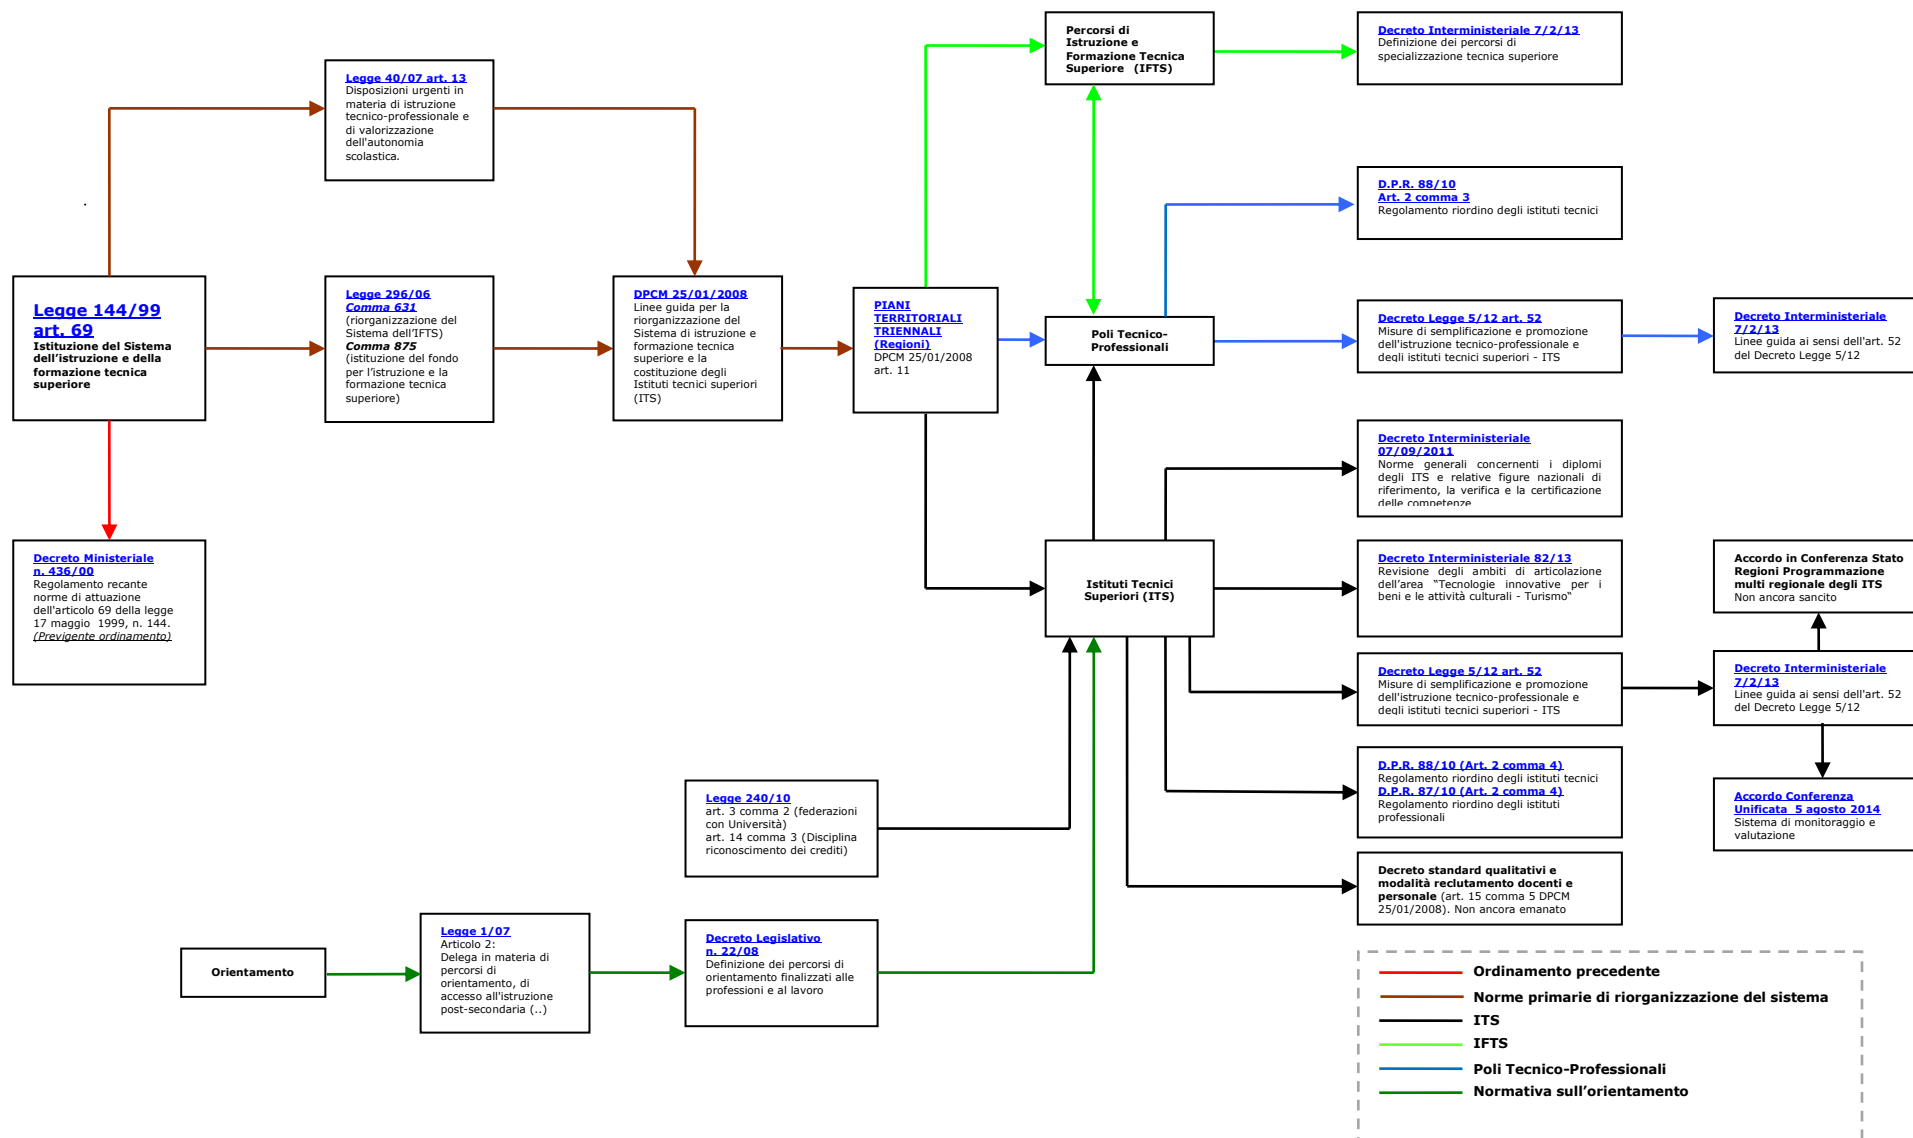 Percorsi di
Istruzione e
Formazione Tecnica
Superiore (IFTS)
Decreto Interministeriale 7/2/13
Definizione dei percorsi di
specializzazione tecnica superiore
Legge 40/07 art. 13
Disposizioni urgenti in
materia di istruzione
tecnico-professionale e
di valorizzazione
dell'autonomia
scolastica.
D.P.R. 88/10
Art. 2 comma 3
Regolamento riordino degli istituti tecnici
Legge 144/99
art. 69
Istituzione del Sistema
dell’istruzione e della
formazione tecnica
superiore
Legge 296/06
Comma 631
(riorganizzazione del
Sistema dell’IFTS)
Comma 875
(istituzione del fondo
per l’istruzione e la
formazione tecnica
superiore)
DPCM 25/01/2008
Linee guida per la
riorganizzazione del
Sistema di istruzione e
formazione tecnica
superiore e la
costituzione degli
Istituti tecnici superiori
(ITS)
PIANI
TERRITORIALI
TRIENNALI
(Regioni)
DPCM 25/01/2008
art. 11
Poli Tecnico-
Professionali
Decreto Legge 5/12 art. 52
Misure di semplificazione e promozione
dell'istruzione tecnico-professionale e
degli istituti tecnici superiori - ITS
Decreto Interministeriale
7/2/13
Linee guida ai sensi dell'art. 52
del Decreto Legge 5/12
Decreto Interministeriale
07/09/2011
Norme generali concernenti i diplomi
degli ITS e relative figure nazionali di
riferimento, la verifica e la certificazione
delle competenze
Decreto Ministeriale
n. 436/00
Regolamento recante
norme di attuazione
dell'articolo 69 della legge
17 maggio 1999, n. 144.
(Previgente ordinamento)
Istituti Tecnici
Superiori (ITS)
Decreto Interministeriale 82/13
Revisione degli ambiti di articolazione
dell’area “Tecnologie innovative per i
beni e le attività culturali - Turismo“
Accordo in Conferenza Stato
Regioni Programmazione
multi regionale degli ITS
Non ancora sancito
Decreto Legge 5/12 art. 52
Misure di semplificazione e promozione
dell'istruzione tecnico-professionale e
degli istituti tecnici superiori - ITS
Decreto Interministeriale
7/2/13
Linee guida ai sensi dell'art. 52
del Decreto Legge 5/12
D.P.R. 88/10 (Art. 2 comma 4)
Regolamento riordino degli istituti tecnici
D.P.R. 87/10 (Art. 2 comma 4)
Regolamento riordino degli istituti
professionali
Accordo Conferenza
Unificata 5 agosto 2014
Sistema di monitoraggio e
valutazione
Legge 240/10
art. 3 comma 2 (federazioni
con Università)
art. 14 comma 3 (Disciplina
riconoscimento dei crediti)
Decreto standard qualitativi e
modalità reclutamento docenti e
personale (art. 15 comma 5 DPCM
25/01/2008). Non ancora emanato
Orientamento
Legge 1/07
Articolo 2:
Delega in materia di
percorsi di
orientamento, di
accesso all'istruzione
post-secondaria (..)
Decreto Legislativo
n. 22/08
Definizione dei percorsi di
orientamento finalizzati alle
professioni e al lavoro
Ordinamento precedente
Norme primarie di riorganizzazione del sistema
ITS
IFTS
Poli Tecnico-Professionali
Normativa sull’orientamento